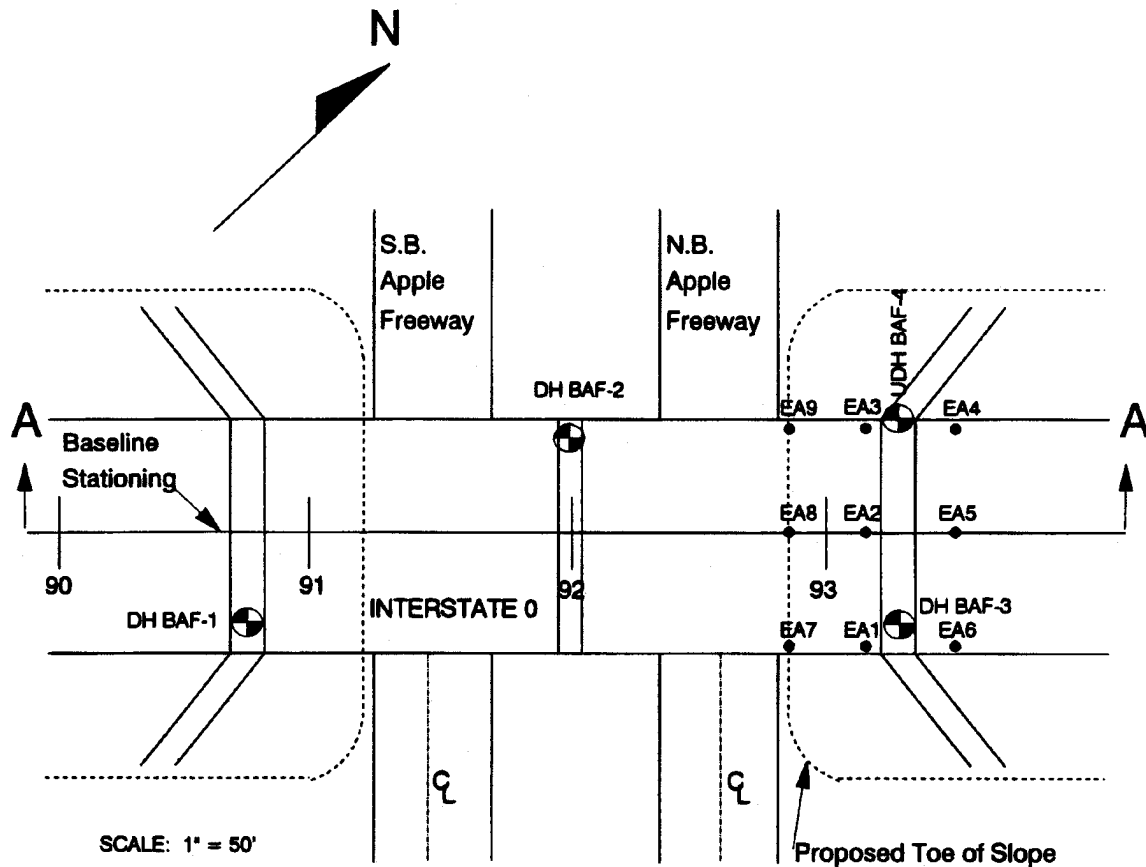 N
S.B.
Apple
Freeway
N.B.
Apple
Freeway
UDH BAF-4
DH BAF-2
EA9
EA3
EA4
A
A
Baseline
Stationing
EA8
EA2
EA5
90
91
92
93
DH BAF-1
INTERSTATE 0
DH BAF-3
EA7
EA1
EA6
CL
CL
SCALE: 1" = 50'
Proposed Toe of Slope